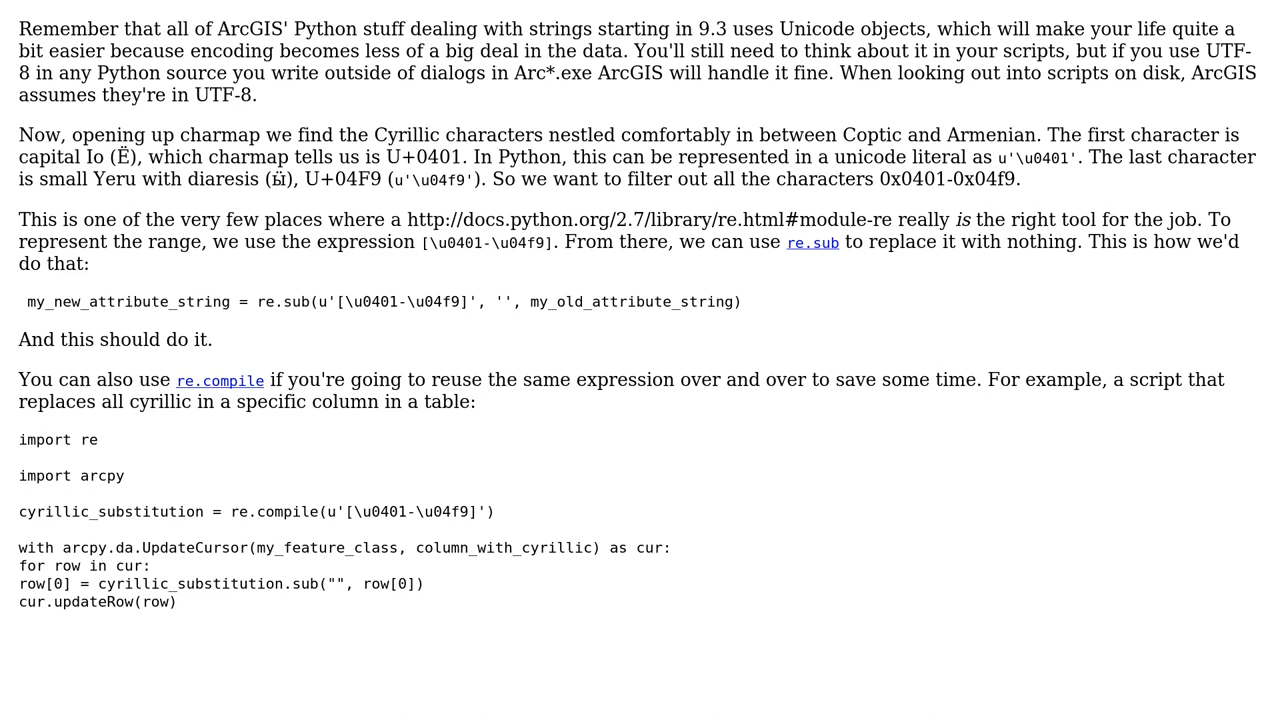 Remember that all of ArcGIS' Python stuff dealing with strings starting in 9.3 uses Unicode objects, which will make your life quite a
bit easier because encoding becomes less of a big deal in the data. You'll still need to think about it in your scripts, but if you use UTF-
8 in any Python source you write outside of dialogs in Arc*.exe ArcGIS will handle it fine. When looking out into scripts on disk, ArcGIS
assumes they're in UTF-8.
Now, opening up charmap we find the Cyrillic characters nestled comfortably in between Coptic and Armenian. The first character is
capital Io (Ё), which charmap tells us is U+0401. In Python, this can be represented in a unicode literal as u'\u0401'. The last character
is small Yeru with diaresis (ӹ), U+04F9 (u'\u04f9'). So we want to filter out all the characters 0x0401-0x04f9.
This is one of the very few places where a http://docs.python.org/2.7/library/re.html#module-re really is the right tool for the job. To
represent the range, we use the expression [\u0401-\u04f9]. From there, we can use re.sub to replace it with nothing. This is how we'd
do that:
my_new_attribute_string = re.sub(u'[\u0401-\u04f9]', '', my_old_attribute_string)
And this should do it.
You can also use re.compile if you're going to reuse the same expression over and over to save some time. For example, a script that
replaces all cyrillic in a specific column in a table:
import re
import arcpy
cyrillic_substitution = re.compile(u'[\u0401-\u04f9]')
with arcpy.da.UpdateCursor(my_feature_class, column_with_cyrillic) as cur:
for row in cur:
row[0] = cyrillic_substitution.sub("", row[0])
cur.updateRow(row)